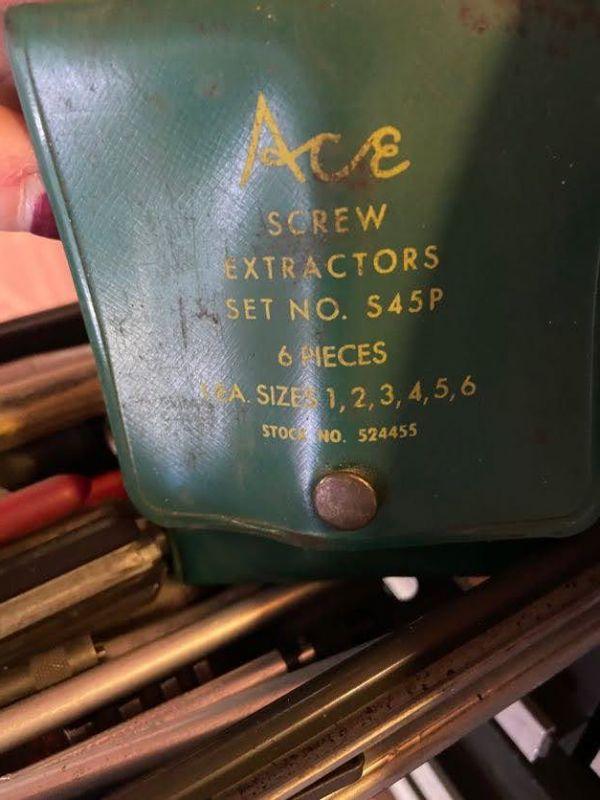 ACE
SCREW
EXTRACTORS
SET NO. S45P
6 PIECES
1 EA. SIZES 1, 2, 3, 4, 5, 6
STOCK NO. 524455